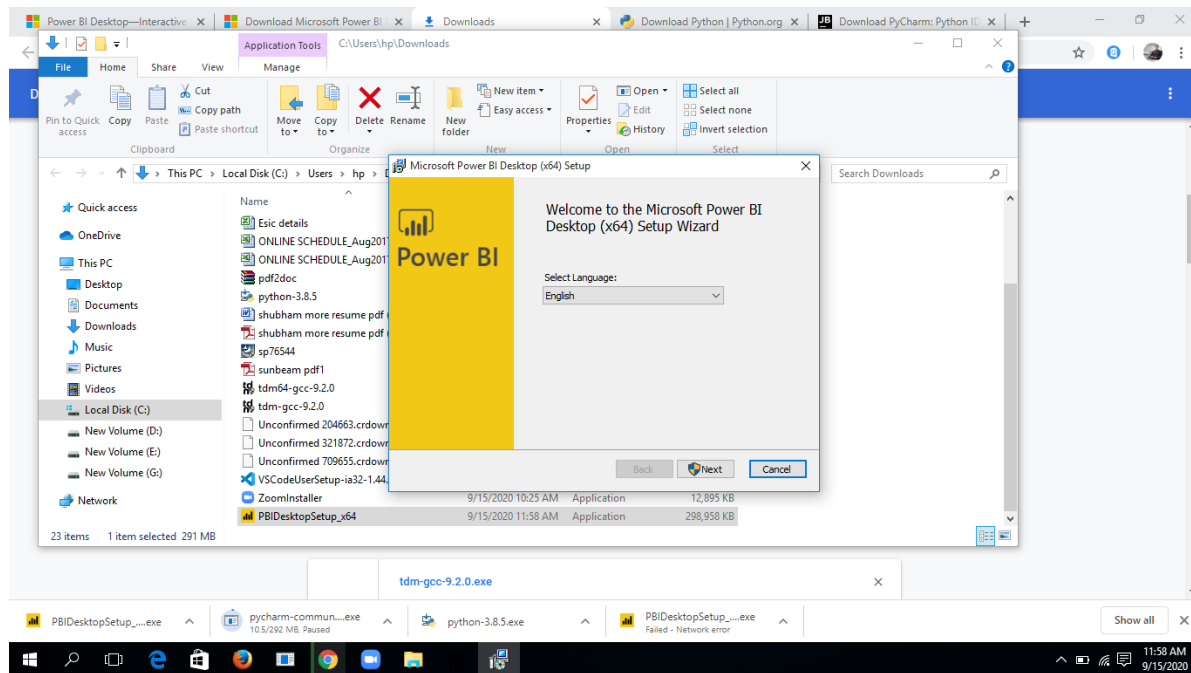 Power BI Desktop—Interactive
Download Microsoft Power BI
Downloads
Download Python | Python.org
Download PyCharm: Python ID
Application Tools
C:\Users\hp\Downloads
File
Home
Share
View
Manage
D
Pin to Quick access
Copy
Paste
Cut
Copy path
Paste shortcut
Move to
Copy to
Delete
Rename
New folder
New item
Easy access
Properties
Open
Edit
History
Select all
Select none
Invert selection
Clipboard
Organize
New
Open
Select
This PC > Local Disk (C:) > Users > hp >
Search Downloads
Quick access
OneDrive
This PC
Desktop
Documents
Downloads
Music
Pictures
Videos
Local Disk (C:)
New Volume (D:)
New Volume (E:)
New Volume (G:)
Network
Name
Esic details
ONLINE SCHEDULE_Aug201
ONLINE SCHEDULE_Aug201
pdf2doc
python-3.8.5
shubham more resume pdf
shubham more resume pdf
sp76544
sunbeam pdf1
tdm64-gcc-9.2.0
tdm-gcc-9.2.0
Unconfirmed 204663.crdow
Unconfirmed 321872.crdow
Unconfirmed 709655.crdow
VSCodeUserSetup-ia32-1.44.
ZoomInstaller 9/15/2020 10:25 AM Application 12,895 KB
PBIDesktopSetup_x64 9/15/2020 11:58 AM Application 298,958 KB
23 items 1 item selected 291 MB
Microsoft Power BI Desktop (x64) Setup
Power BI
Welcome to the Microsoft Power BI
Desktop (x64) Setup Wizard
Select Language:
English
Back
Next
Cancel
tdm-gcc-9.2.0.exe
PBIDesktopSetup_....exe
pycharm-commun....exe
10.5/292 MB, Paused
python-3.8.5.exe
PBIDesktopSetup_....exe
Failed - Network error
Show all
11:58 AM
9/15/2020